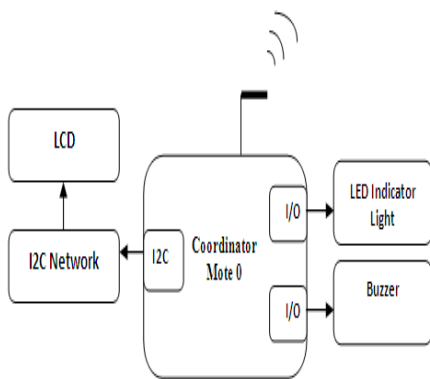 LCD
I2C Network
I2C
Coordinator
Mote 0
I/O
I/O
LED Indicator
Light
Buzzer